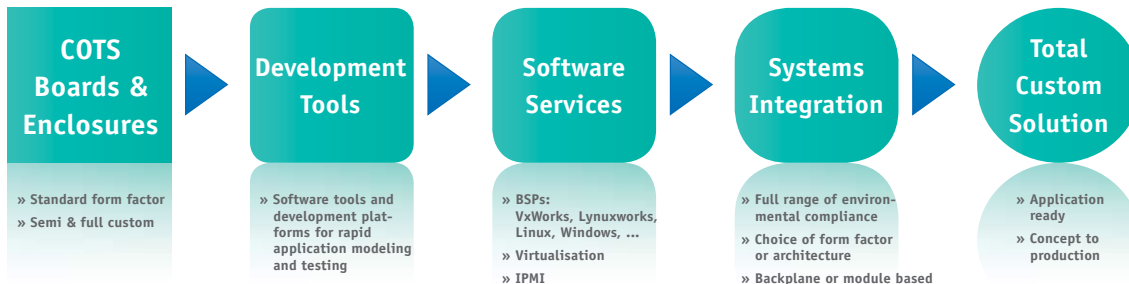 COTS
Boards &
Enclosures
» Standard form factor
» Semi & full custom
Development
Tools
» Software tools and
development plat-
forms for rapid
application modeling
and testing
Software
Services
» BSPs:
VxWorks, Lynuxworks,
Linux, Windows, ...
» Virtualisation
» IPMI
Systems
Integration
» Full range of environ-
mental compliance
» Choice of form factor
or architecture
» Backplane or module based
Total
Custom
Solution
» Application
ready
» Concept to
production